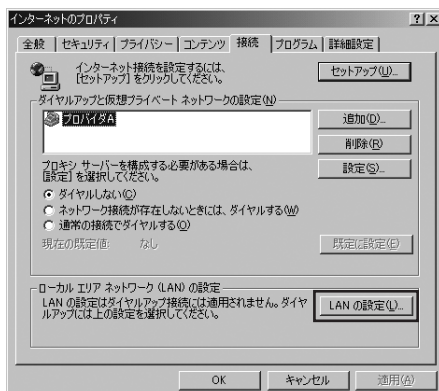 インターネットのプロパティ
全般 セキュリティ プライバシー コンテンツ 接続 プログラム 詳細設定
インターネット接続を設定するには、
[セットアップ] をクリックしてください。
セットアップ(U)...
ダイヤルアップと仮想プライベート ネットワークの設定(N)
プロバイダA
追加(D)...
削除(R)
プロキシ サーバーを構成する必要がある場合は、
[設定] を選択してください。
設定(S)...
ダイヤルしない(C)
ネットワーク接続が存在しないときには、ダイヤルする(W)
通常の接続でダイヤルする(O)
現在の既定値: なし
既定に設定(E)
ローカル エリア ネットワーク (LAN) の設定
LAN の設定はダイヤルアップ接続には適用されません。ダイヤ
ルアップには上の設定を選択してください。
LAN の設定(L)...
OK キャンセル 適用(A)